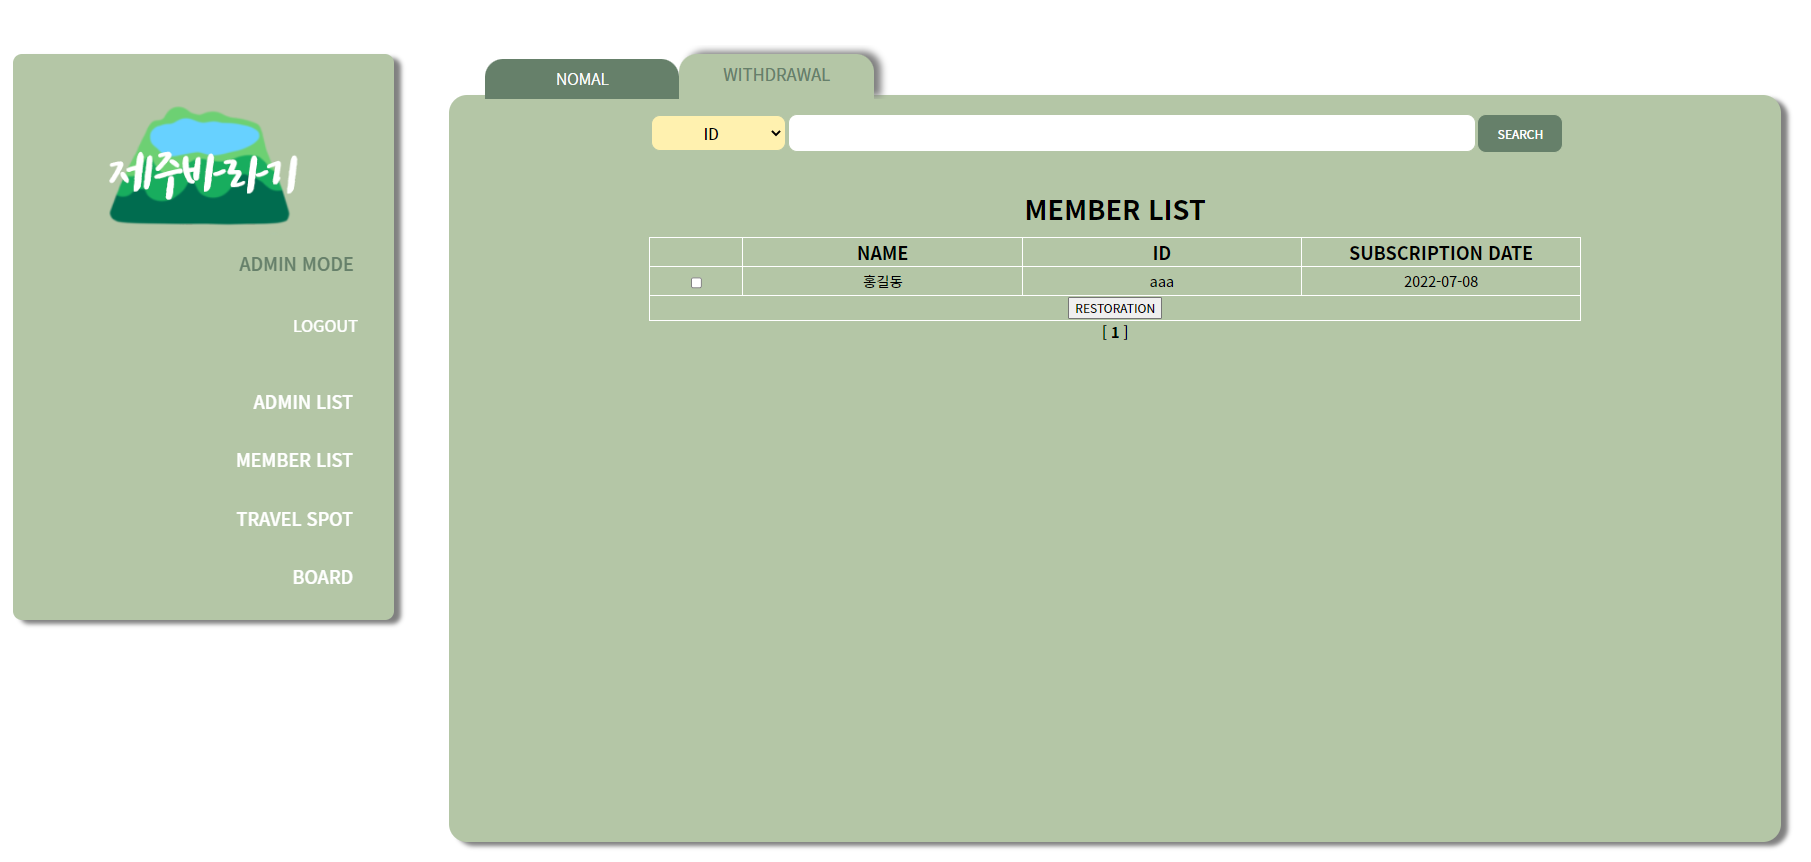 제주바라기
ADMIN MODE
LOGOUT
ADMIN LIST
MEMBER LIST
TRAVEL SPOT
BOARD
NOMAL
WITHDRAWAL
ID
SEARCH
MEMBER LIST
NAME ID SUBSCRIPTION DATE
홍길동 aaa 2022-07-08
RESTORATION
[ 1 ]